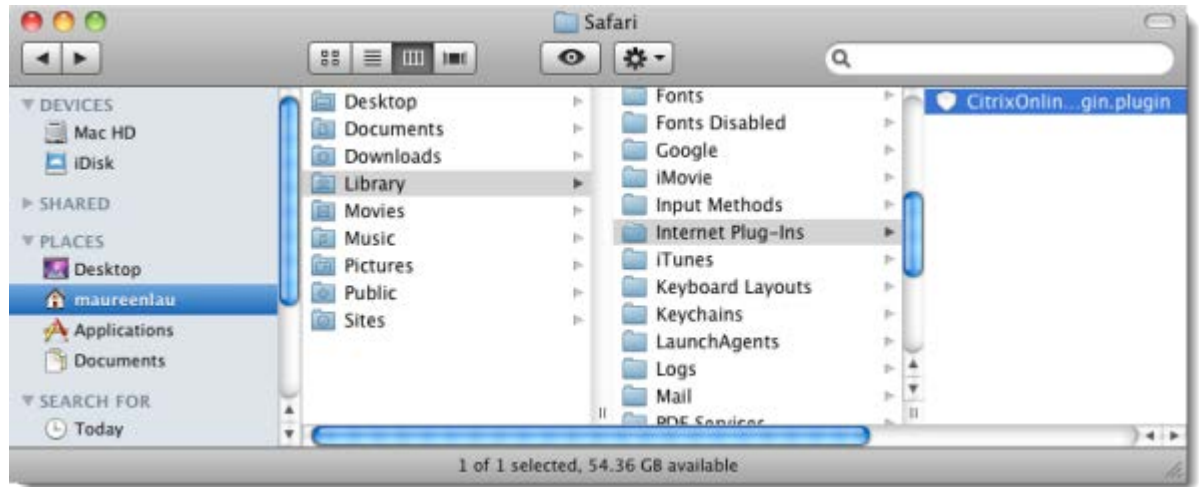 Safari
DEVICES
Mac HD
iDisk
SHARED
PLACES
Desktop
maureenlau
Applications
Documents
SEARCH FOR
Today
Desktop
Documents
Downloads
Library
Movies
Music
Pictures
Public
Sites
Fonts
Fonts Disabled
Google
iMovie
Input Methods
Internet Plug-Ins
iTunes
Keyboard Layouts
Keychains
LaunchAgents
Logs
Mail
PDF Services
CitrixOnlin...gin.plugin
1 of 1 selected, 54.36 GB available